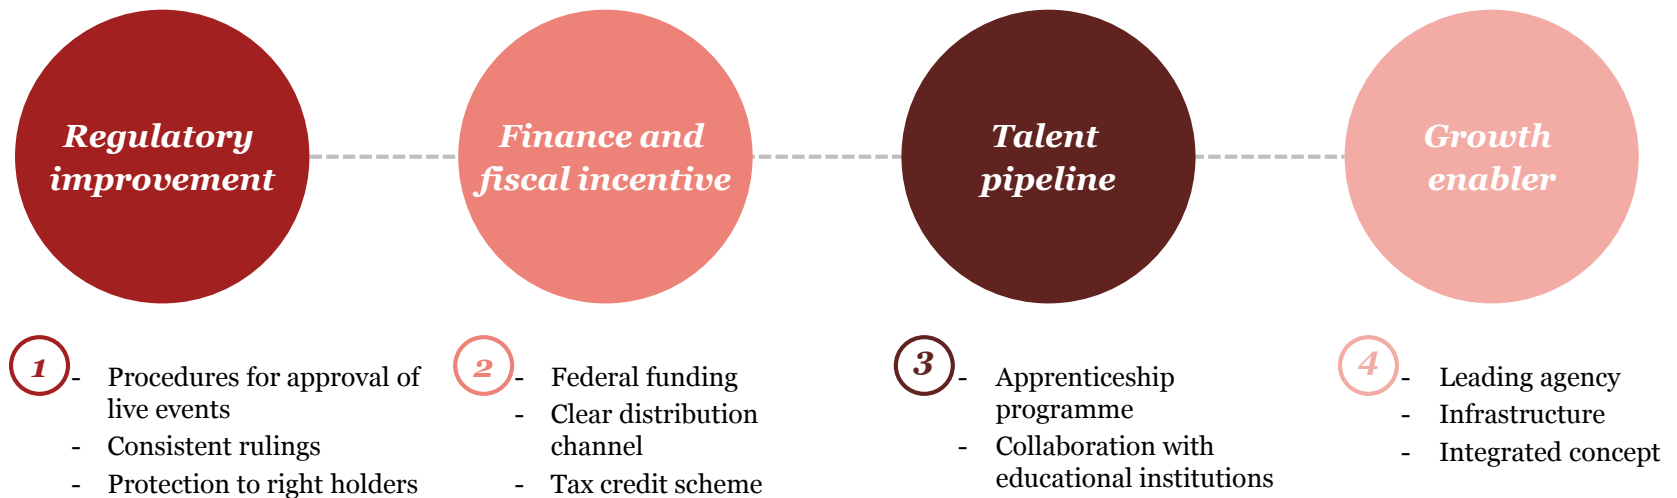 Regulatory
improvement
Finance and
fiscal incentive
Talent
pipeline
Growth
enabler
1
- Procedures for approval of
live events
- Consistent rulings
- Protection to right holders
2
- Federal funding
- Clear distribution
channel
- Tax credit scheme
3
- Apprenticeship
programme
- Collaboration with
educational institutions
4
- Leading agency
- Infrastructure
- Integrated concept